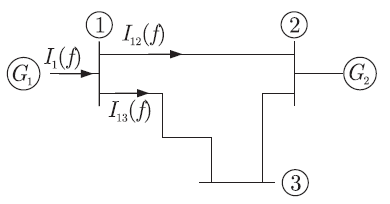 ① ②
G₁ I₁(f) I₁₂(f) G₂
I₁₃(f)
③